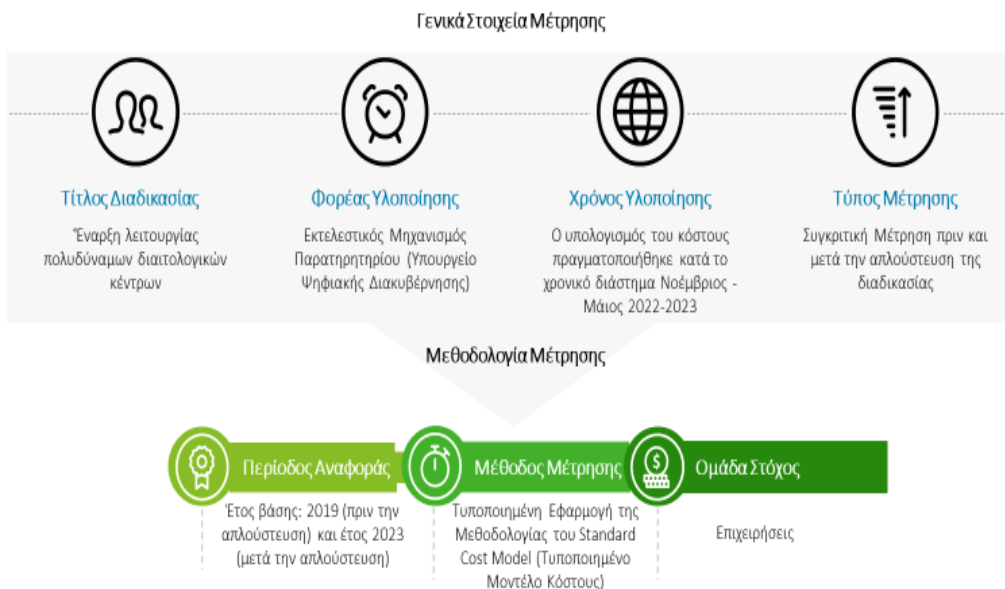 Γενικά Στοιχεία Μέτρησης
Τίτλος Διαδικασίας
Έναρξη λειτουργίας
πολυδύναμων διαιτολογικών
κέντρων
Φορέας Υλοποίησης
Εκτελεστικός Μηχανισμός
Παρατηρητηρίου (Υπουργείο
Ψηφιακής Διακυβέρνησης)
Χρόνος Υλοποίησης
Ο υπολογισμός του κόστους
πραγματοποιήθηκε κατά το
χρονικό διάστημα Νοέμβριος -
Μάιος 2022-2023
Τύπος Μέτρησης
Συγκριτική Μέτρηση πριν και
μετά την απλούστευση της
διαδικασίας
Μεθοδολογία Μέτρησης
Περίοδος Αναφοράς
Έτος βάσης: 2019 (πριν την
απλούστευση) και έτος 2023
(μετά την απλούστευση)
Μέθοδος Μέτρησης
Τυποποιημένη Εφαρμογή της
Μεθοδολογίας του Standard
Cost Model (Τυποποιημένο
Μοντέλο Κόστους)
$
Ομάδα Στόχος
Επιχειρήσεις